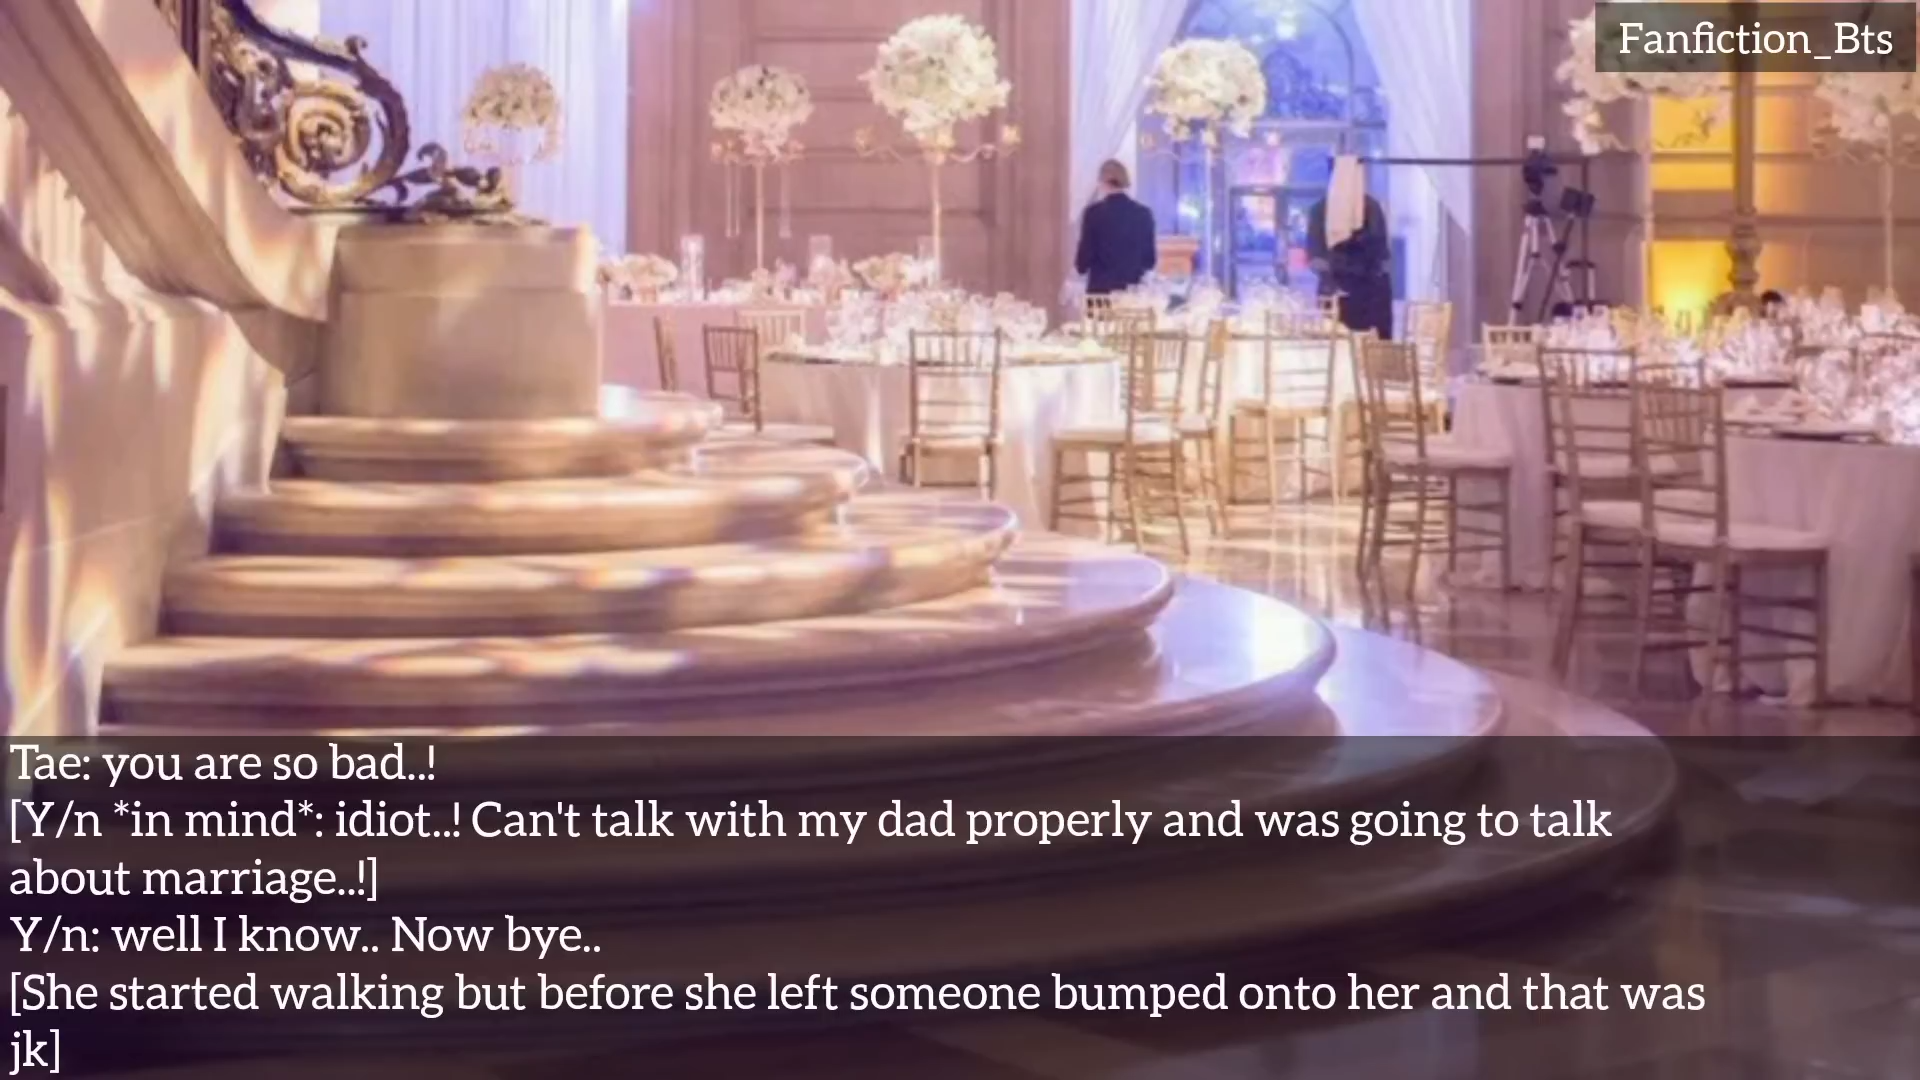 Fanfiction_Bts
Tae: you are so bad..!
[Y/n *in mind*: idiot..! Can't talk with my dad properly and was going to talk
about marriage..!]
Y/n: well I know.. Now bye..
[She started walking but before she left someone bumped onto her and that was
jk]